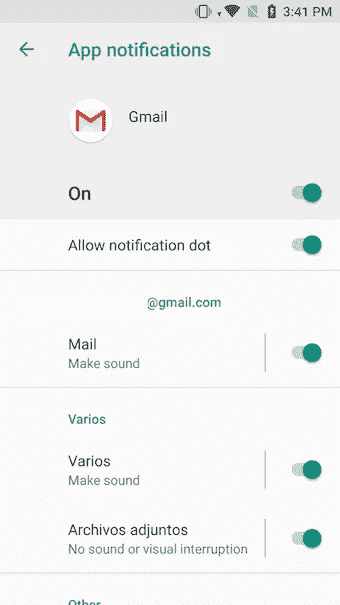 3:41 PM
App notifications
Gmail
On
Allow notification dot
@gmail.com
Mail
Make sound
Varios
Varios
Make sound
Archivos adjuntos
No sound or visual interruption
Other